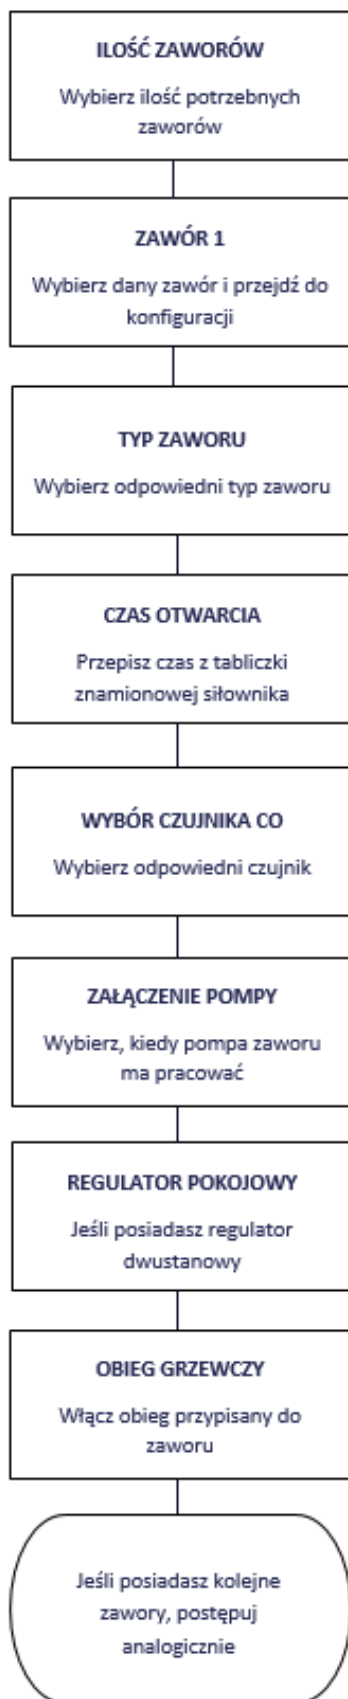 ILOŚĆ ZAWORÓW
Wybierz ilość potrzebnych
zaworów
ZAWÓR 1
Wybierz dany zawór i przejdź do
konfiguracji
TYP ZAWORU
Wybierz odpowiedni typ zaworu
CZAS OTWARCIA
Przepisz czas z tabliczki
znamionowej siłownika
WYBÓR CZUJNIKA CO
Wybierz odpowiedni czujnik
ZAŁĄCZENIE POMPY
Wybierz, kiedy pompa zaworu
ma pracować
REGULATOR POKOJOWY
Jeśli posiadasz regulator
dwustanowy
OBIEG GRZEWCZY
Włącz obieg przypisany do
zaworu
Jeśli posiadasz kolejne
zawory, postępuj
analogicznie